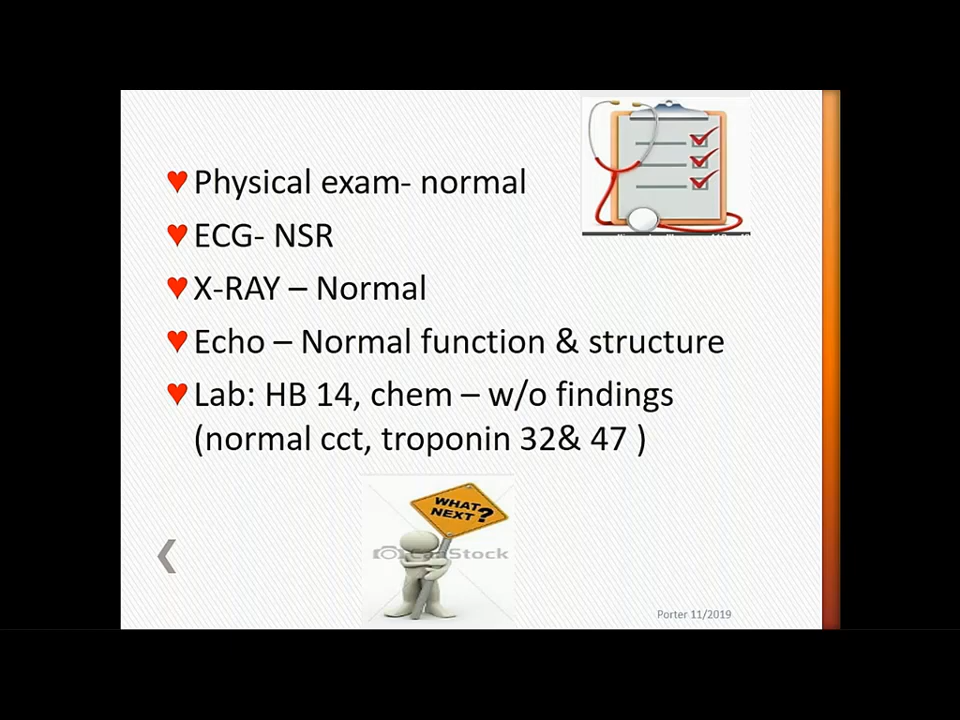 ♥Physical exam- normal
♥ECG- NSR
♥X-RAY – Normal
♥Echo – Normal function & structure
♥Lab: HB 14, chem – w/o findings
(normal cct, troponin 32& 47 )
WHAT
NEXT?
CanStock
Porter 11/2019